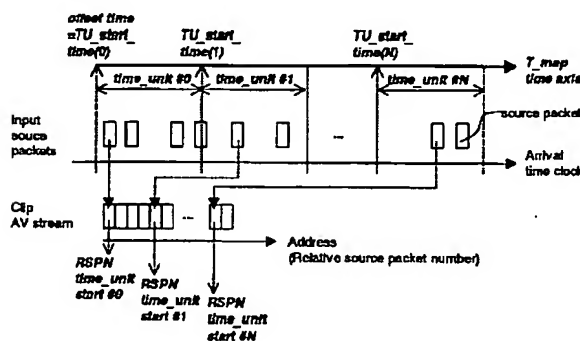 offset time
=TU_start_
time(0)
TU_start_
time(1)
TU_start_
time(N)
T_map
time axis
time_unit #0
time_unit #1
time_unit #N
source packet
Input
souce
packets
...
Arrival
time clock
Clip
AV stream
...
Address
(Relative source packet number)
RSPN
time_unit
start #0
RSPN
time_unit
start #1
RSPN
time_unit
start #N